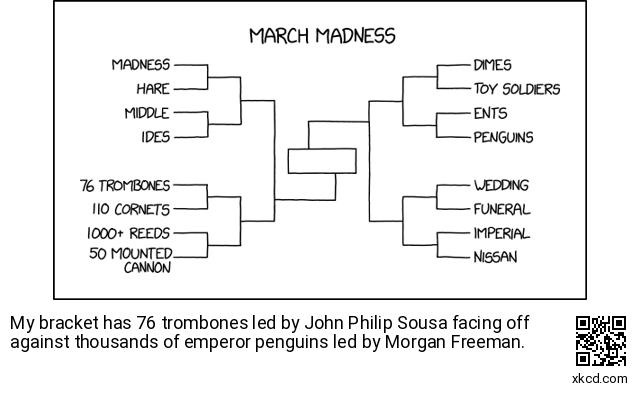 MARCH MADNESS
MADNESS
HARE
MIDDLE
IDES
76 TROMBONES
110 CORNETS
1000+ REEDS
50 MOUNTED
CANNON
DIMES
TOY SOLDIERS
ENTS
PENGUINS
WEDDING
FUNERAL
IMPERIAL
NISSAN
My bracket has 76 trombones led by John Philip Sousa facing off
against thousands of emperor penguins led by Morgan Freeman.
xkcd.com